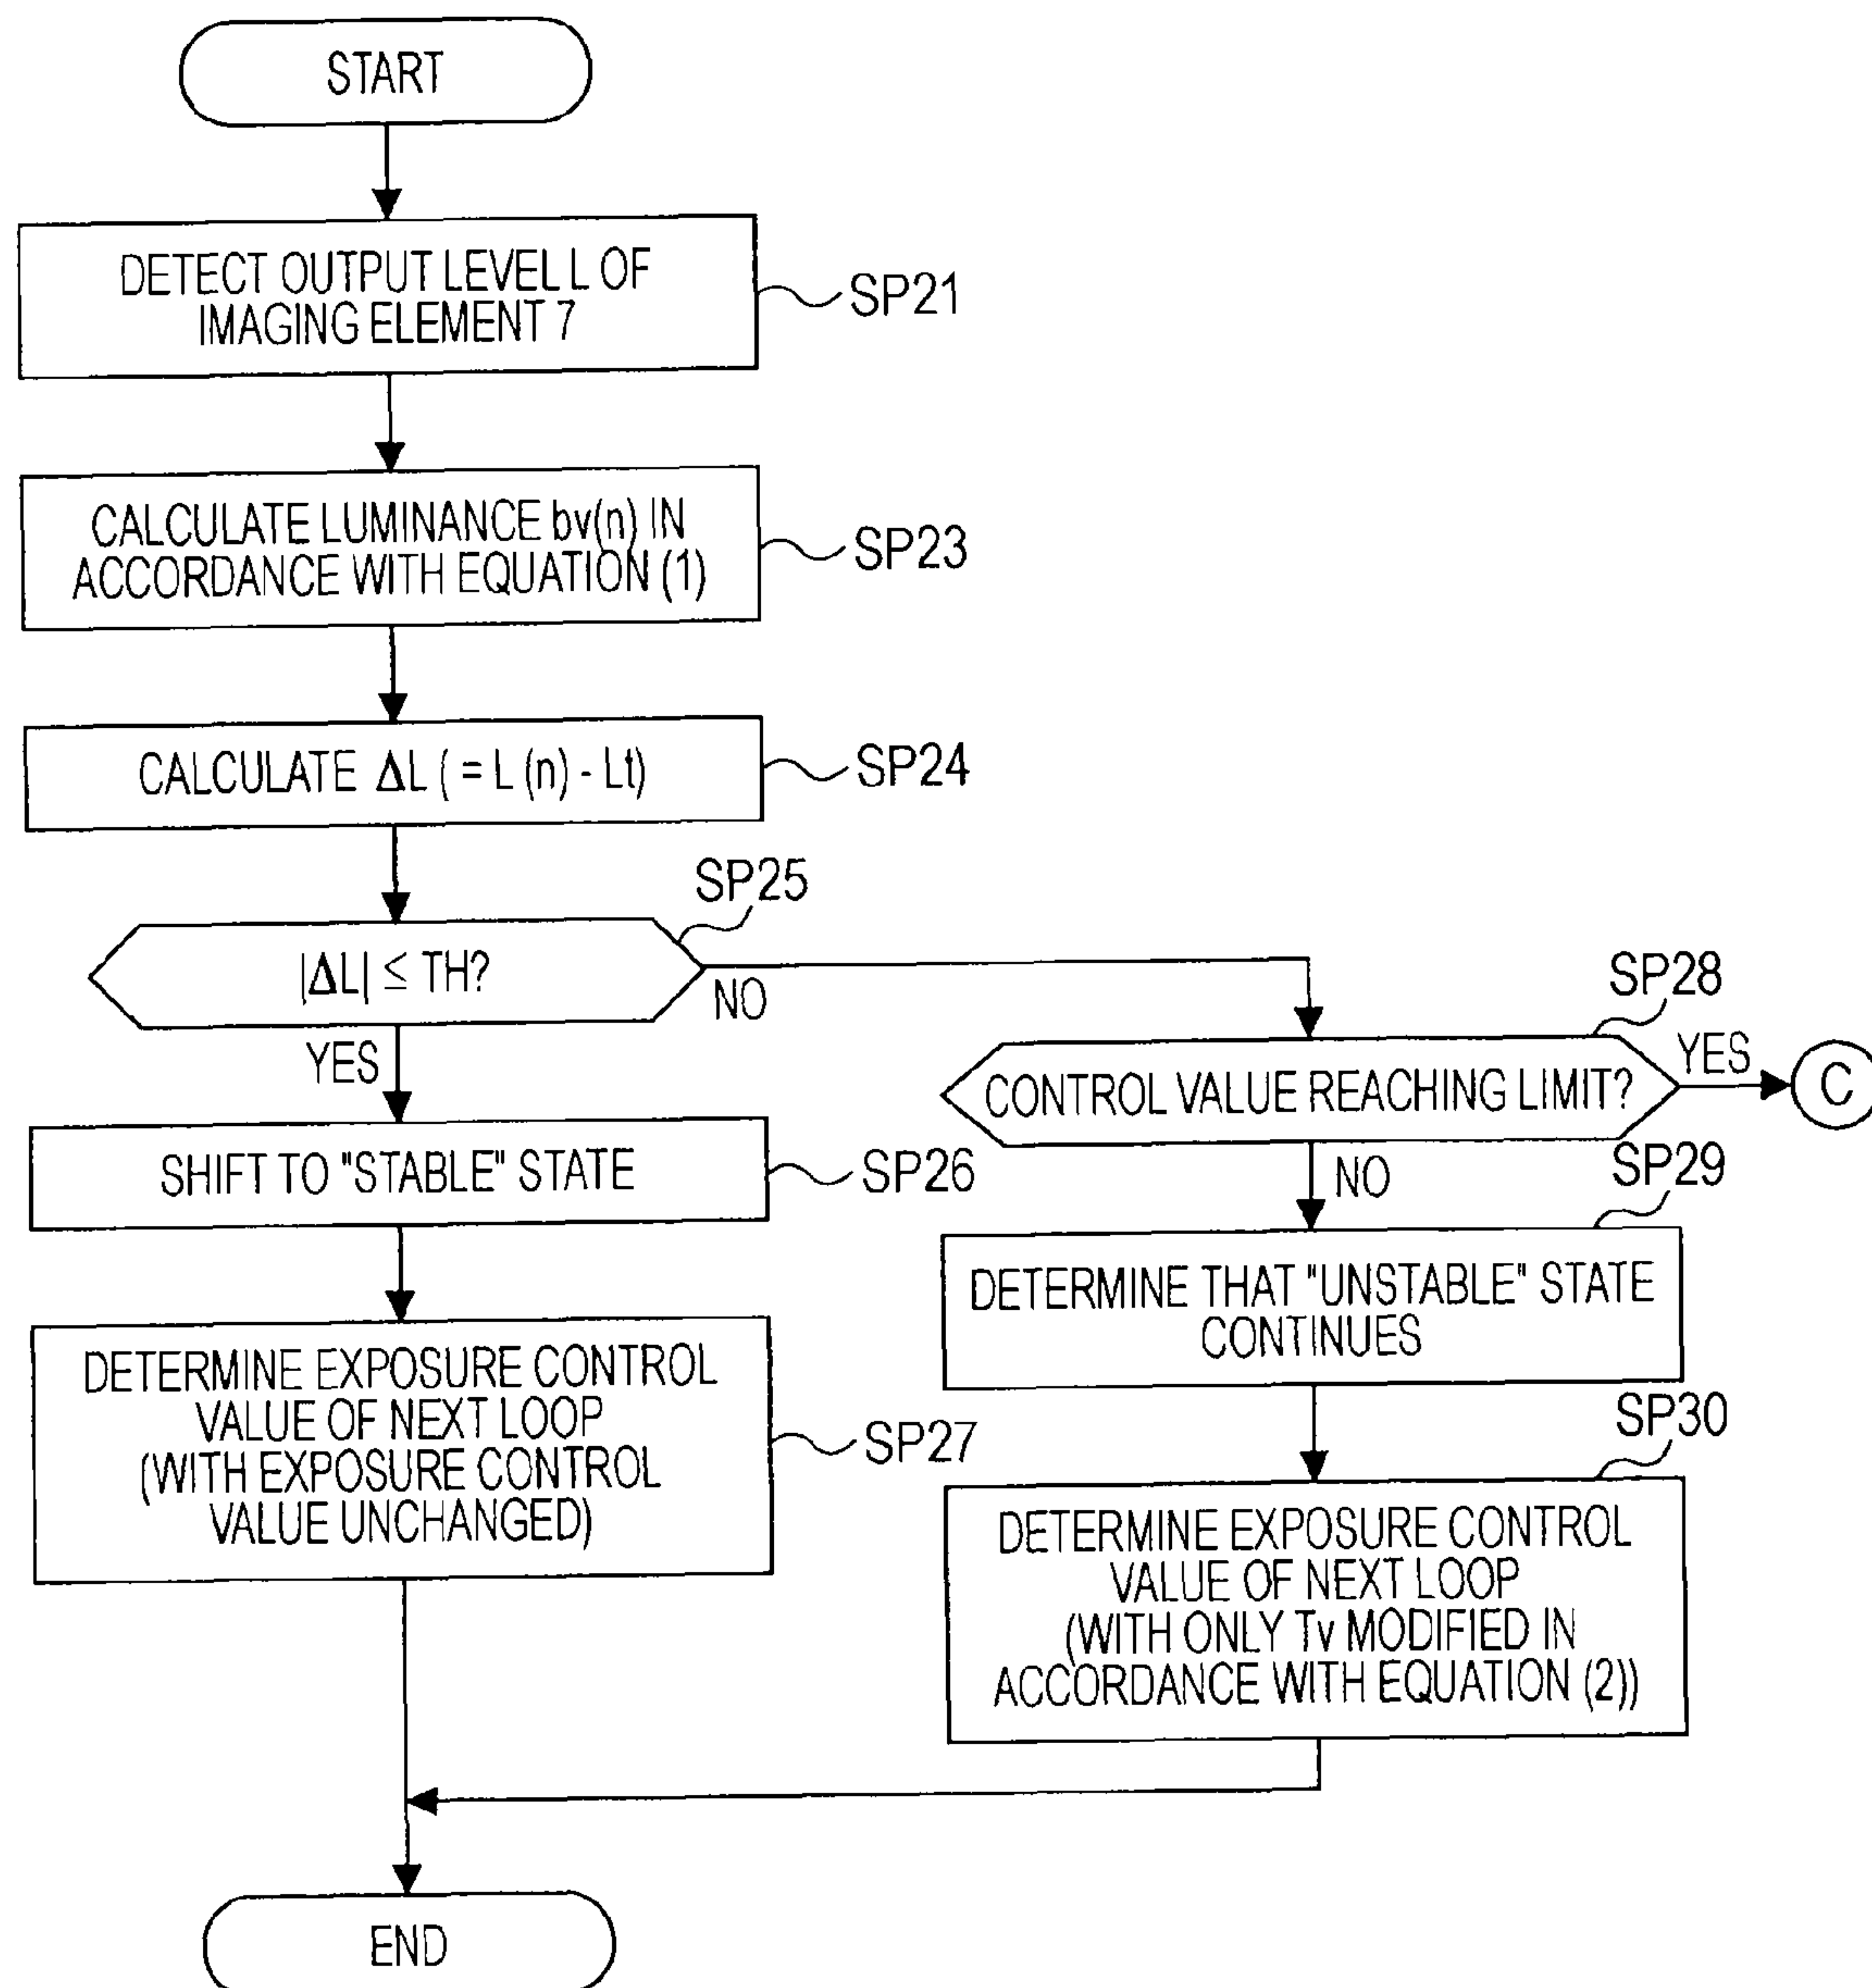 START
DETECT OUTPUT LEVEL L OF
IMAGING ELEMENT 7
SP21
CALCULATE LUMINANCE bv(n) IN
ACCORDANCE WITH EQUATION (1)
SP23
CALCULATE ΔL ( = L (n) - Lt)
SP24
SP25
|ΔL| ≤ TH?
NO
YES
SP28
CONTROL VALUE REACHING LIMIT?
YES
C
NO
SHIFT TO "STABLE" STATE
SP26
SP29
DETERMINE THAT "UNSTABLE" STATE
CONTINUES
DETERMINE EXPOSURE CONTROL
VALUE OF NEXT LOOP
(WITH EXPOSURE CONTROL
VALUE UNCHANGED)
SP27
SP30
DETERMINE EXPOSURE CONTROL
VALUE OF NEXT LOOP
(WITH ONLY Tv MODIFIED IN
ACCORDANCE WITH EQUATION (2))
END